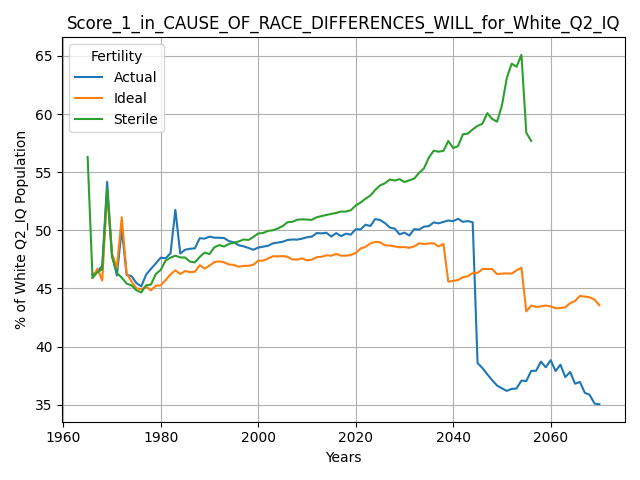 Score_1_in_CAUSE_OF_RACE_DIFFERENCES_WILL_for_White_Q2_IQ
Fertility
Actual
Ideal
Sterile
% of White Q2_IQ Population
65
60
55
50
45
40
35
1960
1980
2000
2020
2040
2060
Years